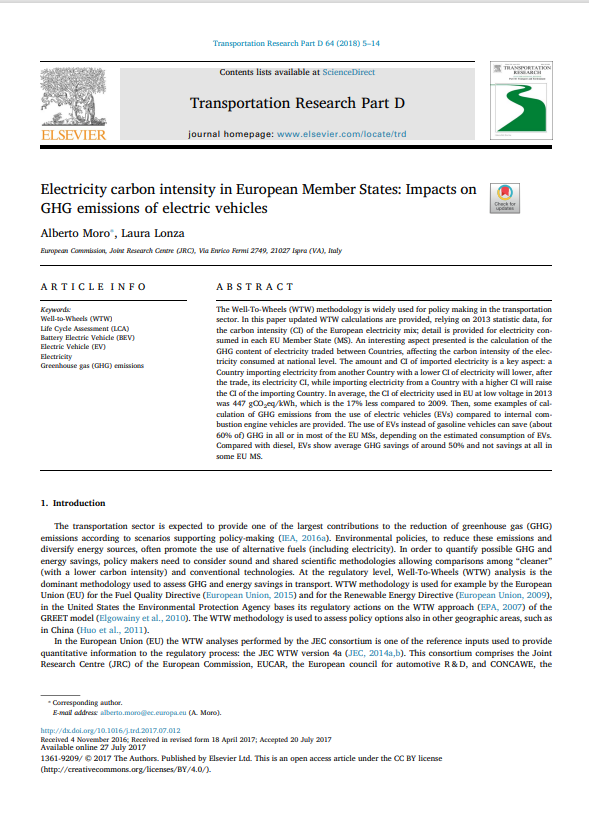 Transportation Research Part D 64 (2018) 5–14
Contents lists available at ScienceDirect
Transportation Research Part D
journal homepage: www.elsevier.com/locate/trd
ELSEVIER
TRANSPORTATION
RESEARCH
Electricity carbon intensity in European Member States: Impacts on
GHG emissions of electric vehicles
Check for
updates
Alberto Moro*, Laura Lonza
European Commission, Joint Research Centre (JRC), Via Enrico Fermi 2749, 21027 Ispra (VA), Italy
ARTICLE INFO
Keywords:
Well-to-Wheels (WTW)
Life Cycle Assessment (LCA)
Battery Electric Vehicle (BEV)
Electric Vehicle (EV)
Electricity
Greenhouse gas (GHG) emissions
ABSTRACT
The Well-To-Wheels (WTW) methodology is widely used for policy making in the transportation
sector. In this paper updated WTW calculations are provided, relying on 2013 statistic data, for
the carbon intensity (CI) of the European electricity mix; detail is provided for electricity con-
sumed in each EU Member State (MS). An interesting aspect presented is the calculation of the
GHG content of electricity traded between Countries, affecting the carbon intensity of the elec-
tricity consumed at national level. The amount and CI of imported electricity is a key aspect: a
Country importing electricity from another Country with a lower CI of electricity will lower, after
the trade, its electricity CI, while importing electricity from a Country with a higher CI will raise
the CI of the importing Country. In average, the CI of electricity used in EU at low voltage in 2013
was 447 gCO₂eq/kWh, which is the 17% less compared to 2009. Then, some examples of cal-
culation of GHG emissions from the use of electric vehicles (EVs) compared to internal com-
bustion engine vehicles are provided. The use of EVs instead of gasoline vehicles can save (about
60% of) GHG in all or in most of the EU MSs, depending on the estimated consumption of EVs.
Compared with diesel, EVs show average GHG savings of around 50% and not savings at all in
some EU MS.
1. Introduction
The transportation sector is expected to provide one of the largest contributions to the reduction of greenhouse gas (GHG)
emissions according to scenarios supporting policy-making (IEA, 2016a). Environmental policies, to reduce these emissions and
diversify energy sources, often promote the use of alternative fuels (including electricity). In order to quantify possible GHG and
energy savings, policy makers need to consider sound and shared scientific methodologies allowing comparisons among “cleaner”
(with a lower carbon intensity) and conventional technologies. At the regulatory level, Well-To-Wheels (WTW) analysis is the
dominant methodology used to assess GHG and energy savings in transport. WTW methodology is used for example by the European
Union (EU) for the Fuel Quality Directive (European Union, 2015) and for the Renewable Energy Directive (European Union, 2009),
in the United States the Environmental Protection Agency bases its regulatory actions on the WTW approach (EPA, 2007) of the
GREET model (Elgowainy et al., 2010). The WTW methodology is used to assess policy options also in other geographic areas, such as
in China (Huo et al., 2011).
In the European Union (EU) the WTW analyses performed by the JEC consortium is one of the reference inputs used to provide
quantitative information to the regulatory process: the JEC WTW version 4a (JEC, 2014a,b). This consortium comprises the Joint
Research Centre (JRC) of the European Commission, EUCAR, the European council for automotive R & D, and CONCAWE, the
* Corresponding author.
E-mail address: alberto.moro@ec.europa.eu (A. Moro).
http://dx.doi.org/10.1016/j.trd.2017.07.012
Received 4 November 2016; Received in revised form 18 April 2017; Accepted 20 July 2017
Available online 27 July 2017
1361-9209/ © 2017 The Authors. Published by Elsevier Ltd. This is an open access article under the CC BY license
(http://creativecommons.org/licenses/BY/4.0/).